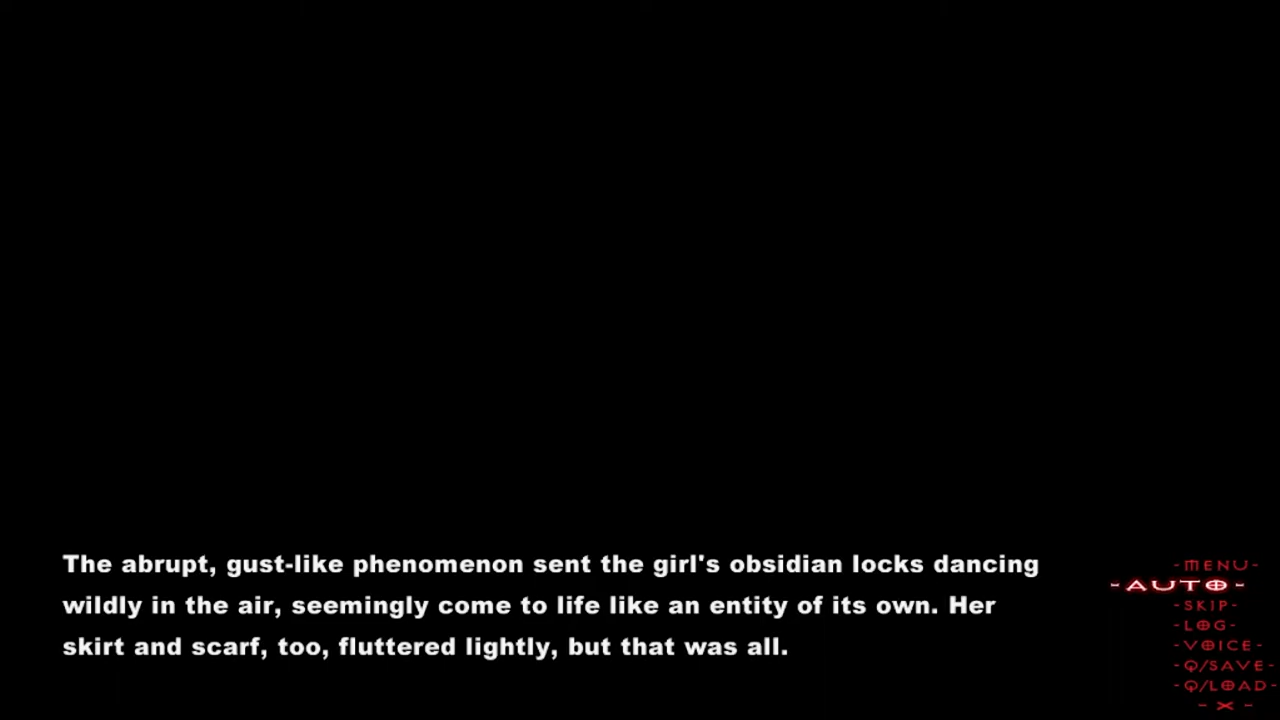 The abrupt, gust-like phenomenon sent the girl's obsidian locks dancing
wildly in the air, seemingly come to life like an entity of its own. Her
skirt and scarf, too, fluttered lightly, but that was all.
-MENU-
-AUTO-
-SKIP-
-LOG-
-VOICE-
-Q/SAVE-
-Q/LOAD-
-X-